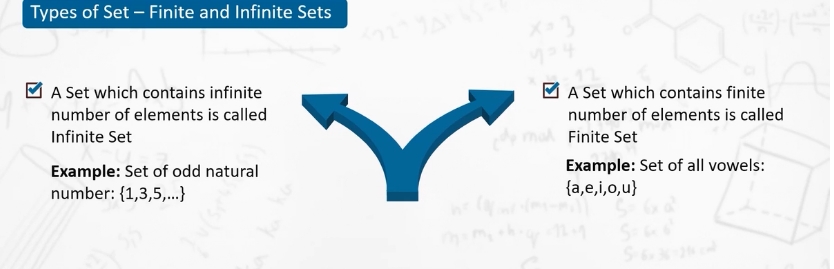 Types of Set – Finite and Infinite Sets
A Set which contains infinite
number of elements is called
Infinite Set
Example: Set of odd natural
number: {1,3,5,...}
A Set which contains finite
number of elements is called
Finite Set
Example: Set of all vowels:
{a,e,i,o,u}
x = 3
y = 4